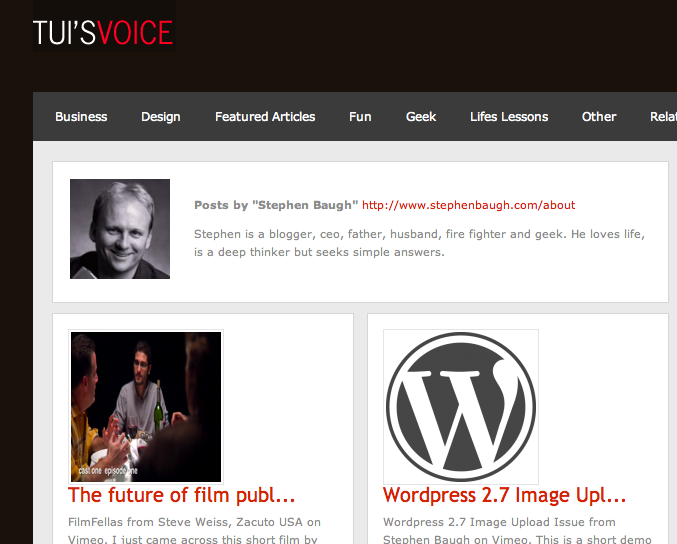 TUI'SVOICE
Business Design Featured Articles Fun Geek Lifes Lessons Other Relat
Posts by "Stephen Baugh" http://www.stephenbaugh.com/about
Stephen is a blogger, ceo, father, husband, fire fighter and geek. He loves life,
is a deep thinker but seeks simple answers.
cast one episode one
The future of film publ...
FilmFellas from Steve Weiss, Zacuto USA on
Vimeo. I just came across this short film by
W
Wordpress 2.7 Image Upl...
Wordpress 2.7 Image Upload Issue from
Stephen Baugh on Vimeo. This is a short demo